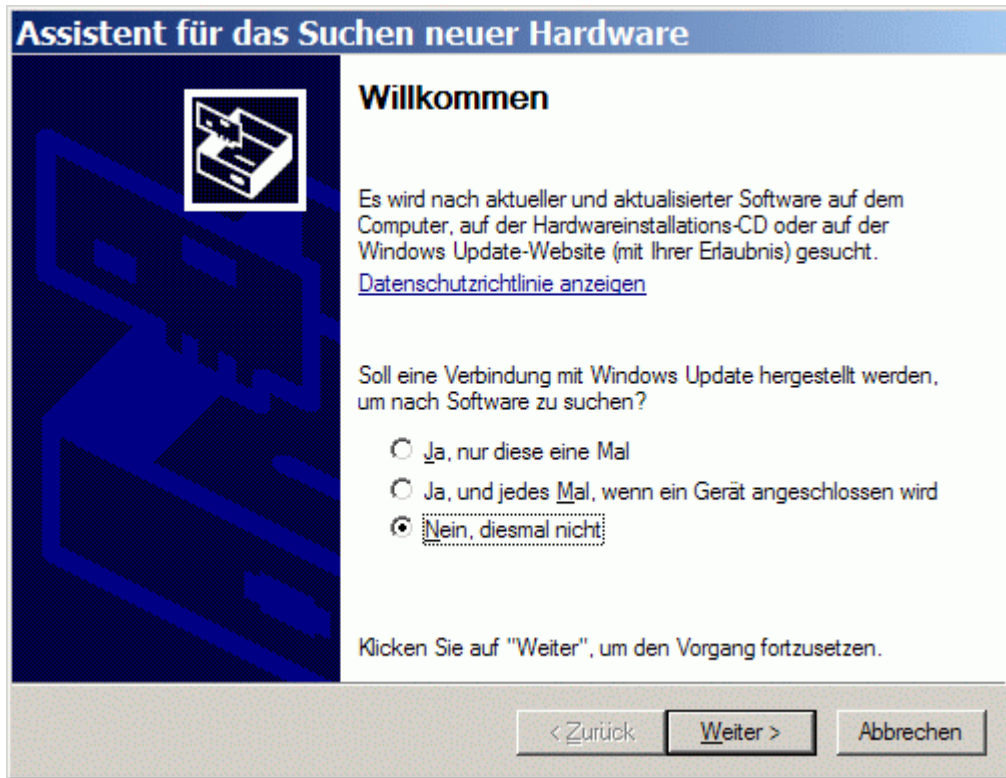 Assistent für das Suchen neuer Hardware
Willkommen
Es wird nach aktueller und aktualisierter Software auf dem
Computer, auf der Hardwareinstallations-CD oder auf der
Windows Update-Website (mit Ihrer Erlaubnis) gesucht.
Datenschutzrichtlinie anzeigen
Soll eine Verbindung mit Windows Update hergestellt werden,
um nach Software zu suchen?
Ja, nur diese eine Mal
Ja, und jedes Mal, wenn ein Gerät angeschlossen wird
Nein, diesmal nicht
Klicken Sie auf "Weiter", um den Vorgang fortzusetzen.
< Zurück Weiter > Abbrechen